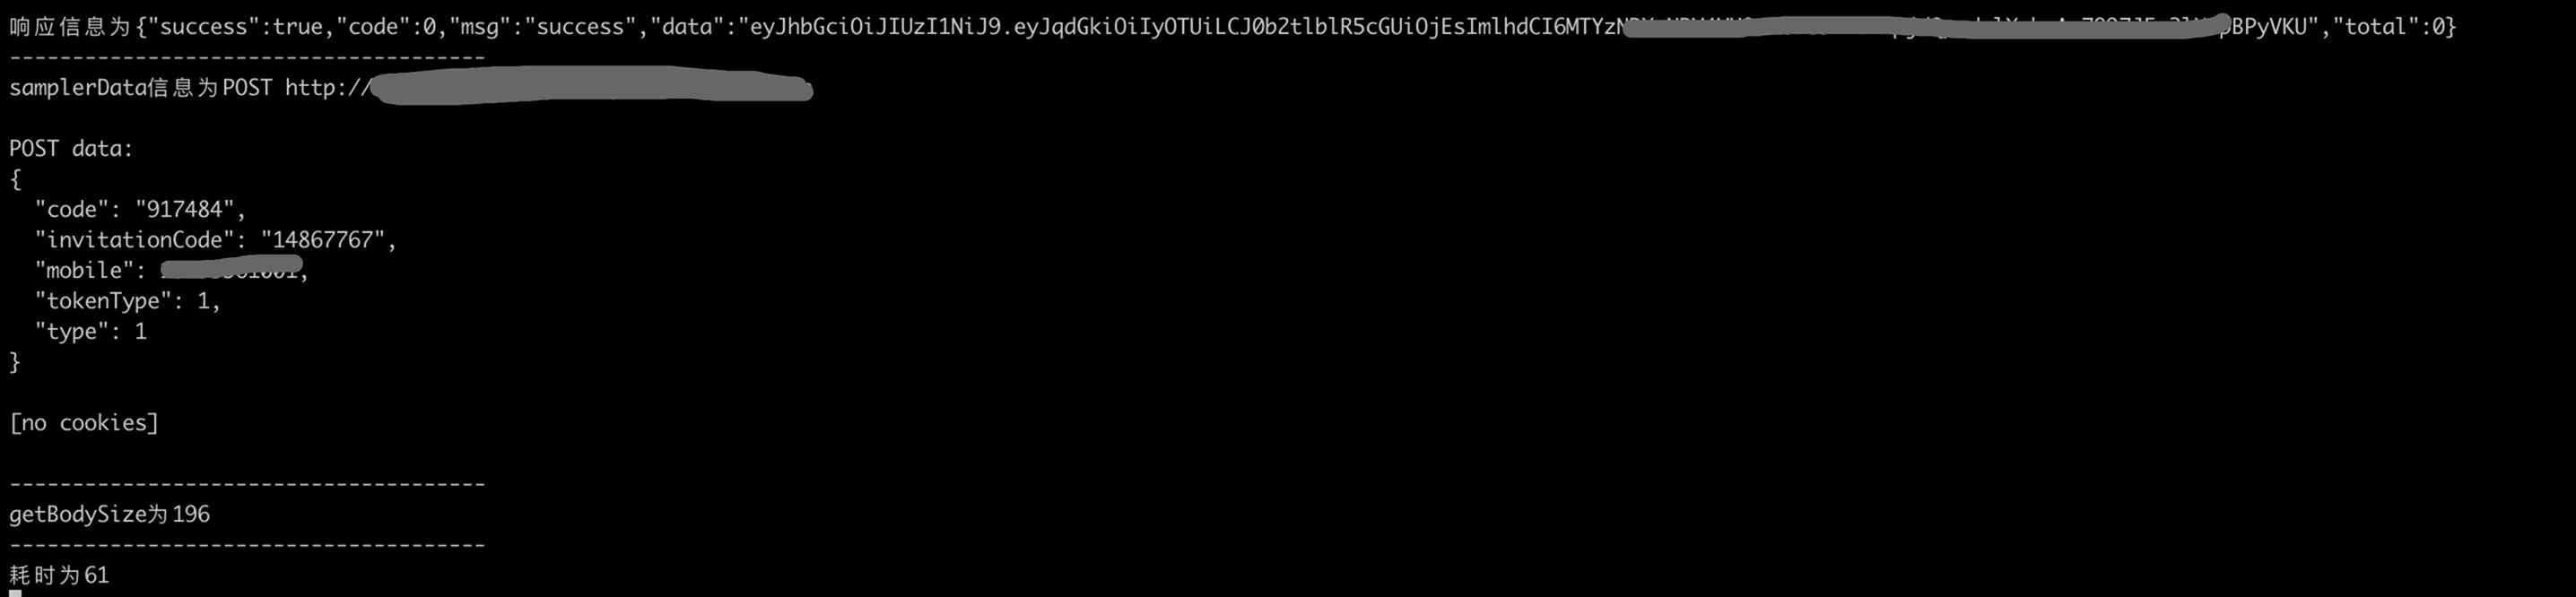 响应信息为{"success":true,"code":0,"msg":"success","data":"eyJhbGciOiJIUzI1NiJ9.eyJqdGkiOiIyOTUiLCJ0b2tlblR5cGUiOjEsImlhdCI6MTYzN BPyVKU","total":0}
--------------------------------------
samplerData信息为POST http://
POST data:
{
"code": "917484",
"invitationCode": "14867767",
"mobile": ,
"tokenType": 1,
"type": 1
}
[no cookies]
--------------------------------------
getBodySize为196
--------------------------------------
耗时为61